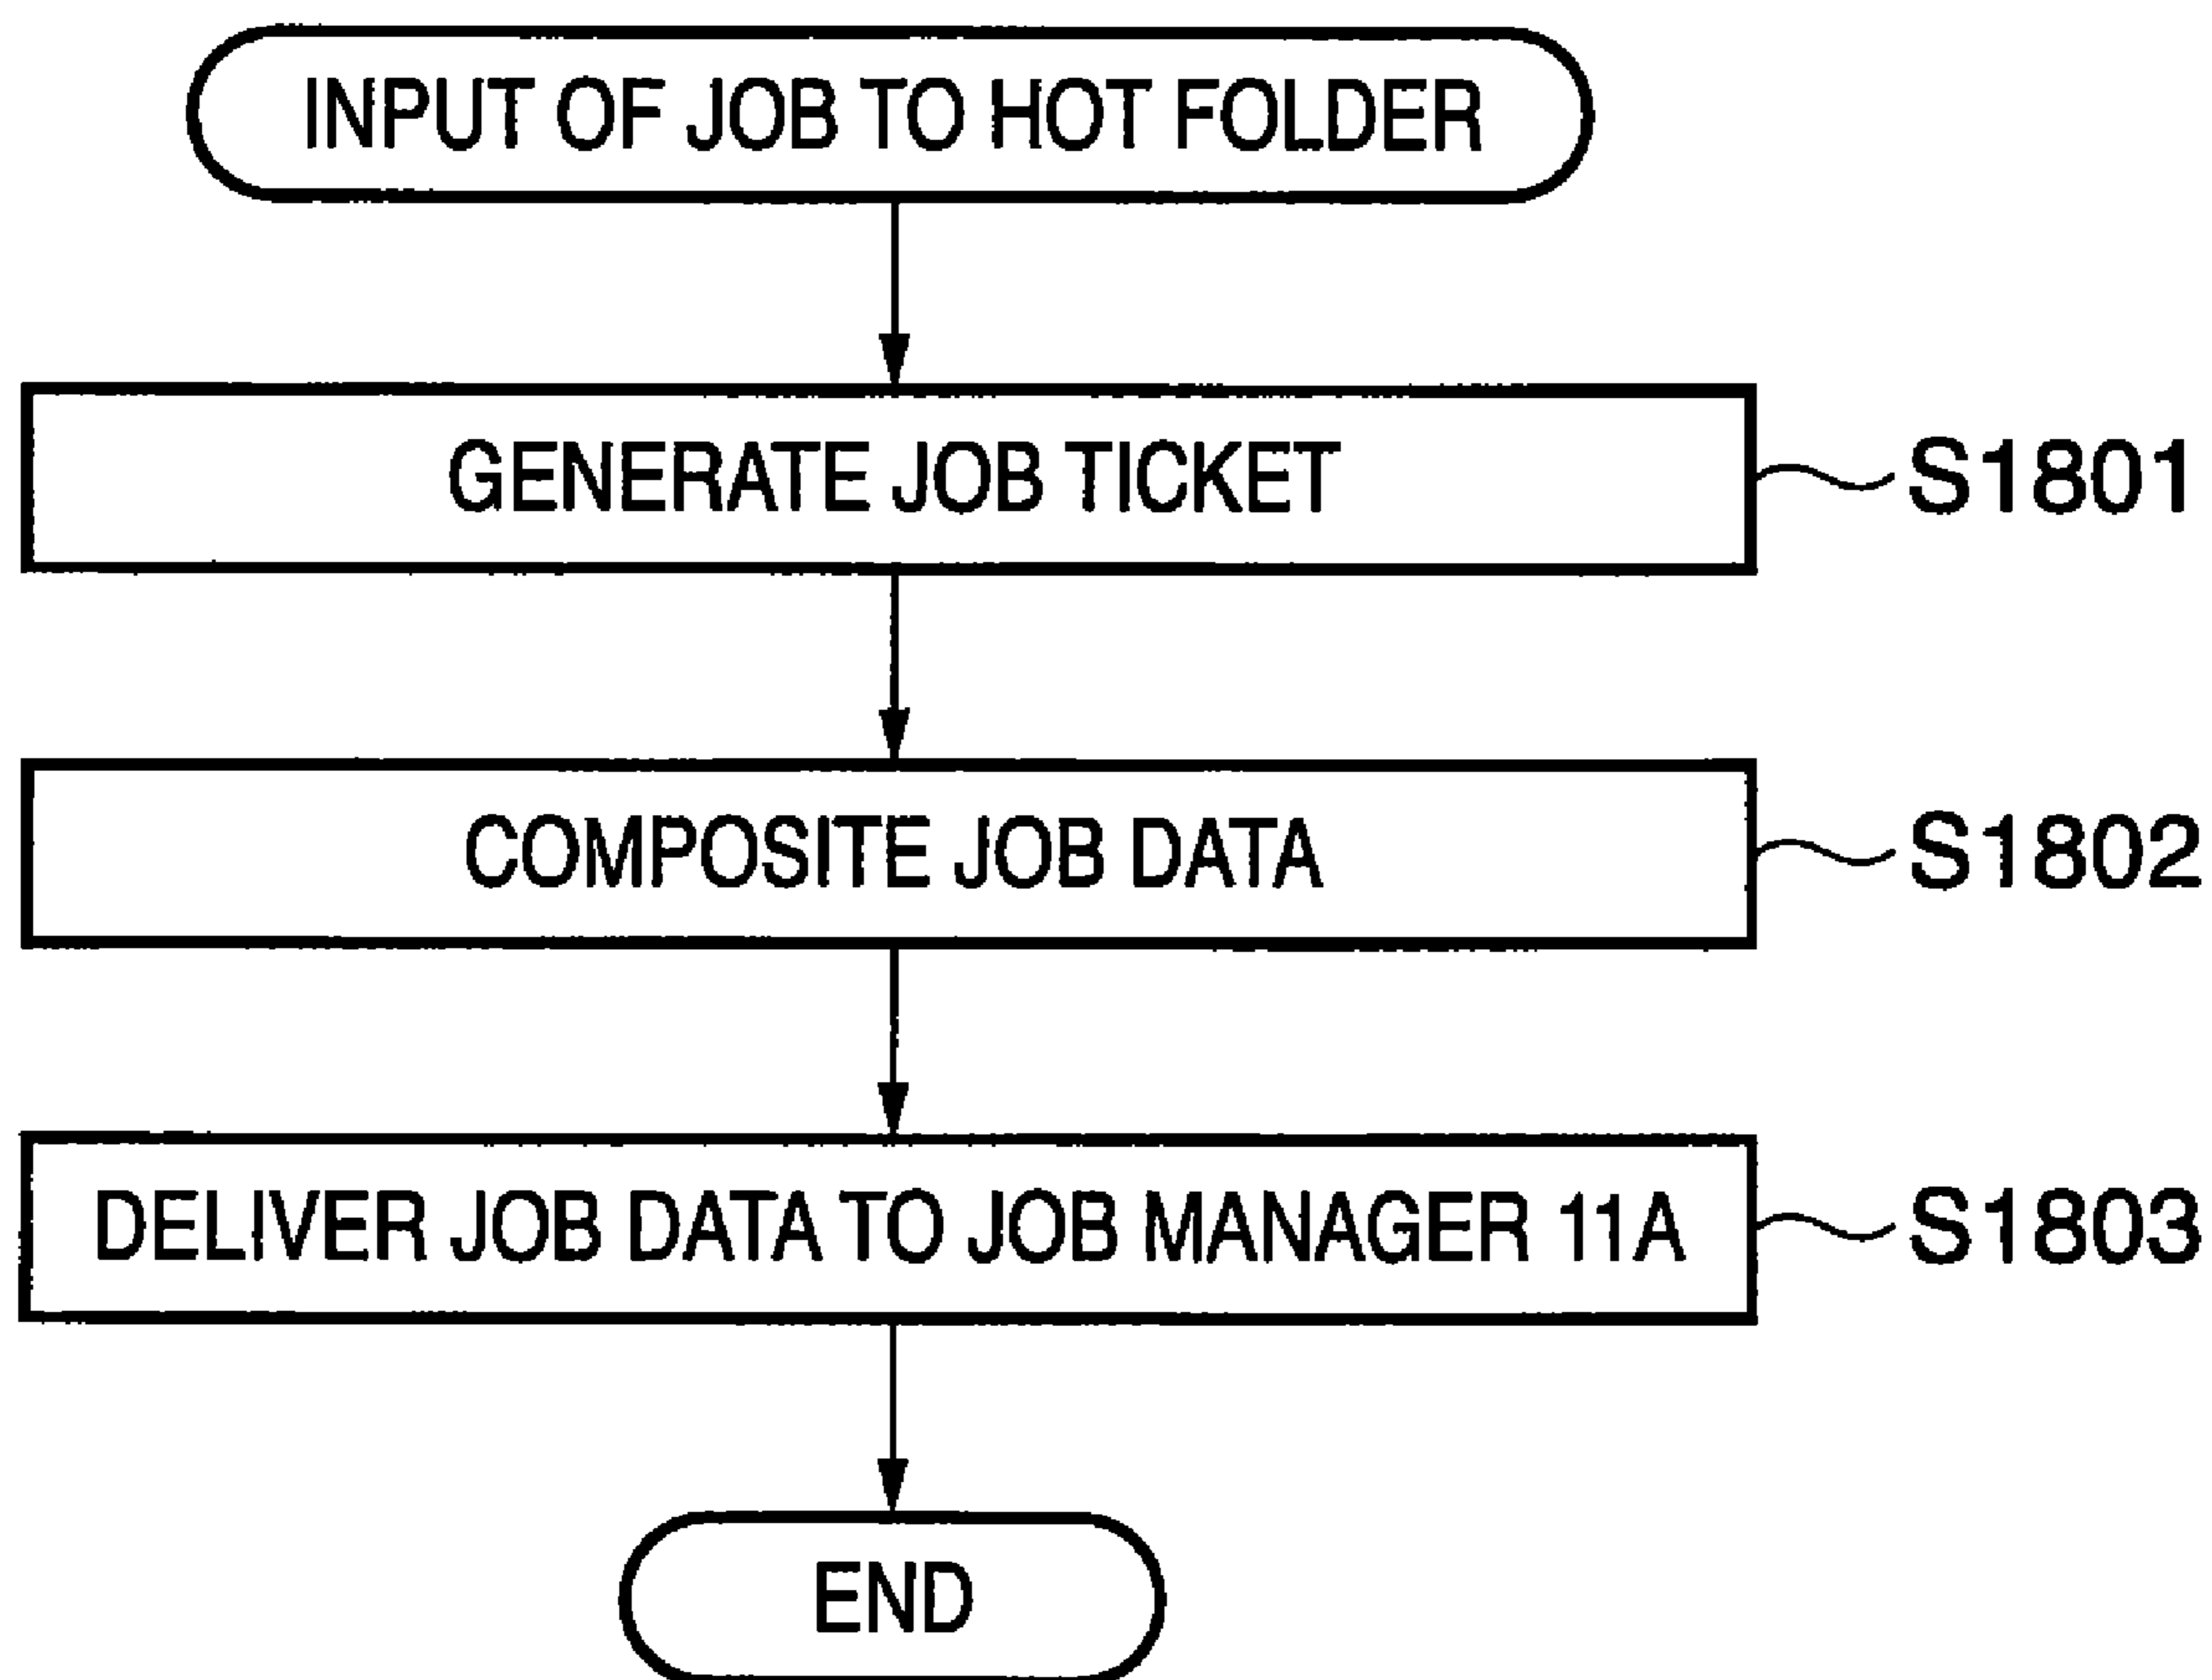 INPUT OF JOB TO HOT FOLDER
GENERATE JOB TICKET
S1801
COMPOSITE JOB DATA
S1802
DELIVER JOB DATA TO JOB MANAGER 11A
S1803
END